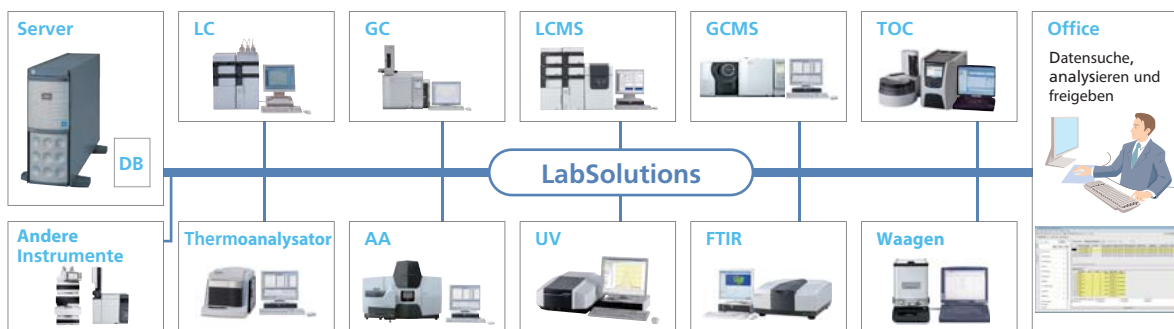 Server
DB
LC
GC
LCMS
GCMS
TOC
Office
Datensuche,
analysieren und
freigeben
LabSolutions
Andere
Instrumente
Thermoanalysator
AA
UV
FTIR
Waagen